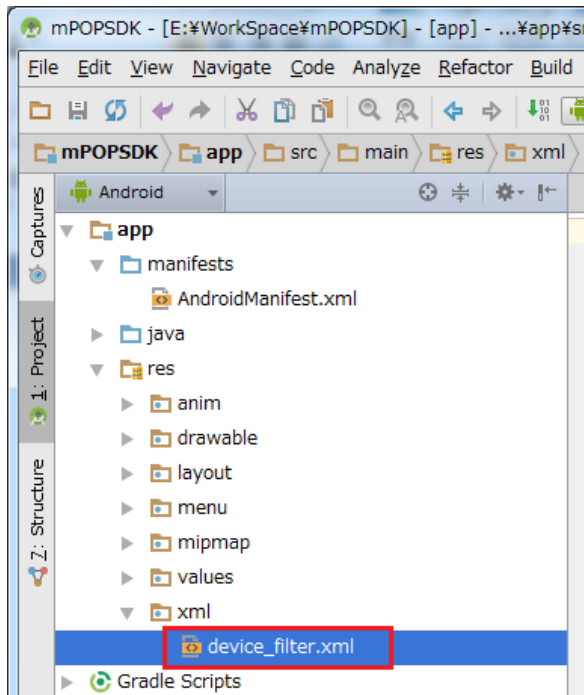 mPOPSDK - [E:¥WorkSpace¥mPOPSDK] - [app] - ...¥app¥s
File Edit View Navigate Code Analyze Refactor Build
mPOPSDK app src main res xml
Captures
1: Project
7: Structure
Android
app
manifests
AndroidManifest.xml
java
res
anim
drawable
layout
menu
mipmap
values
xml
device_filter.xml
Gradle Scripts